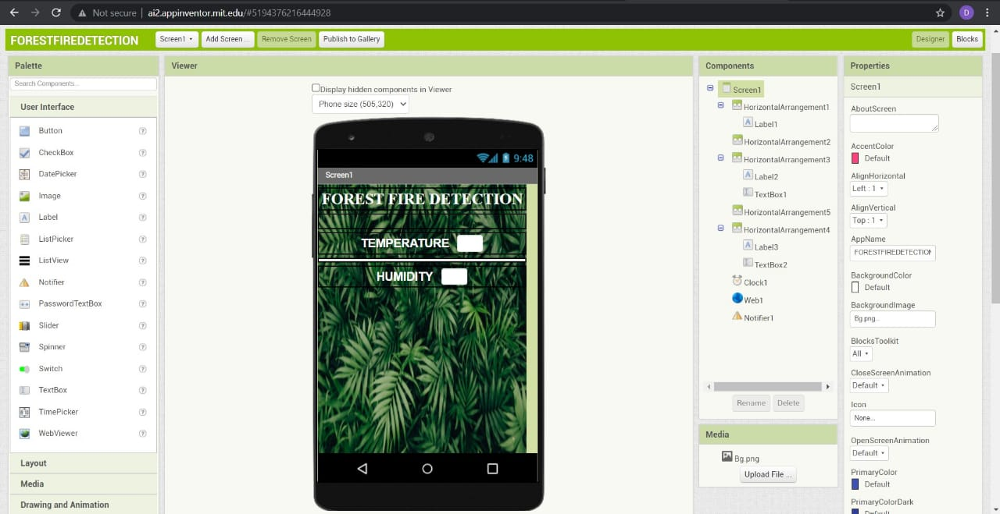 Not secure | ai2.appinventor.mit.edu/#5194376216444928
D
FORESTFIREDETECTION
Screen1
Add Screen ...
Remove Screen
Publish to Gallery
Designer
Blocks
Palette
Search Components...
User Interface
Button
CheckBox
DatePicker
Image
Label
ListPicker
ListView
Notifier
PasswordTextBox
Slider
Spinner
Switch
TextBox
TimePicker
WebViewer
Layout
Media
Drawing and Animation
Viewer
Display hidden components in Viewer
Phone size (505,320)
9:48
Screen1
FOREST FIRE DETECTION
TEMPERATURE
HUMIDITY
Components
Screen1
HorizontalArrangement1
Label1
HorizontalArrangement2
HorizontalArrangement3
Label2
TextBox1
HorizontalArrangement5
HorizontalArrangement4
Label3
TextBox2
Clock1
Web1
Notifier1
Rename
Delete
Media
Bg.png
Upload File ...
Properties
Screen1
AboutScreen
AccentColor
Default
AlignHorizontal
Left : 1
AlignVertical
Top : 1
AppName
FORESTFIREDETECTION
BackgroundColor
Default
BackgroundImage
Bg.png...
BlocksToolkit
All
CloseScreenAnimation
Default
Icon
None...
OpenScreenAnimation
Default
PrimaryColor
Default
PrimaryColorDark
Default